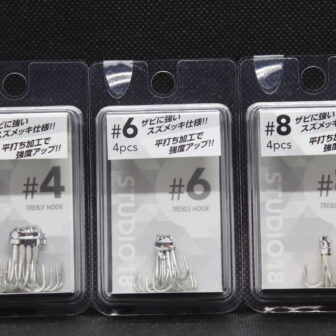 サビに強い
スズメッキ仕様!!
平打ち加工で
強度アップ!!
#4
TREBLE HOOK
#6
4pcs
サビに強い
スズメッキ仕様!!
平打ち加工で
強度アップ!!
#6
TREBLE HOOK
STUDIO18
#8
4pcs
サビに強い
スズメッキ仕様!!
平打ち加工で
強度アップ!!
STUDIO18